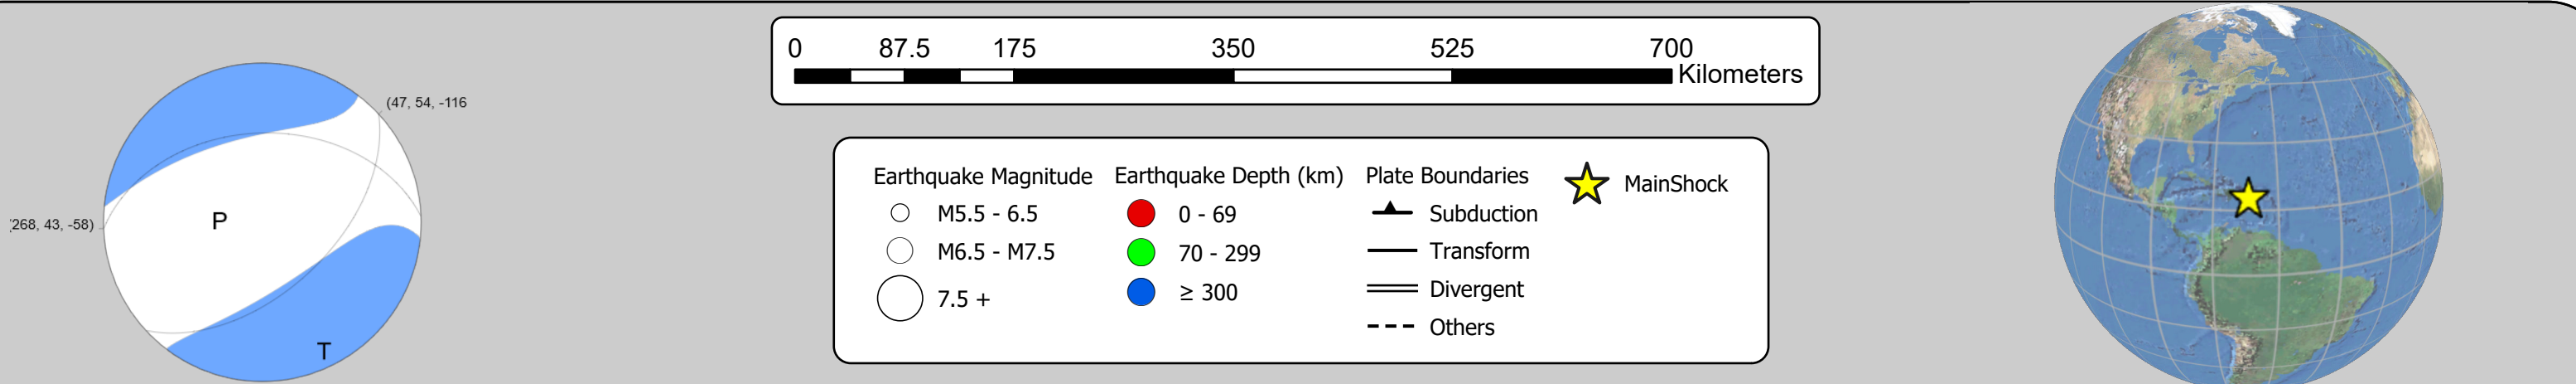 0 87.5 175 350 525 700
Kilometers
(47, 54, -116
268, 43, -58)
P
T
Earthquake Magnitude
M5.5 - 6.5
M6.5 - M7.5
7.5 +
Earthquake Depth (km)
0 - 69
70 - 299
≥ 300
Plate Boundaries
Subduction
Transform
Divergent
Others
MainShock